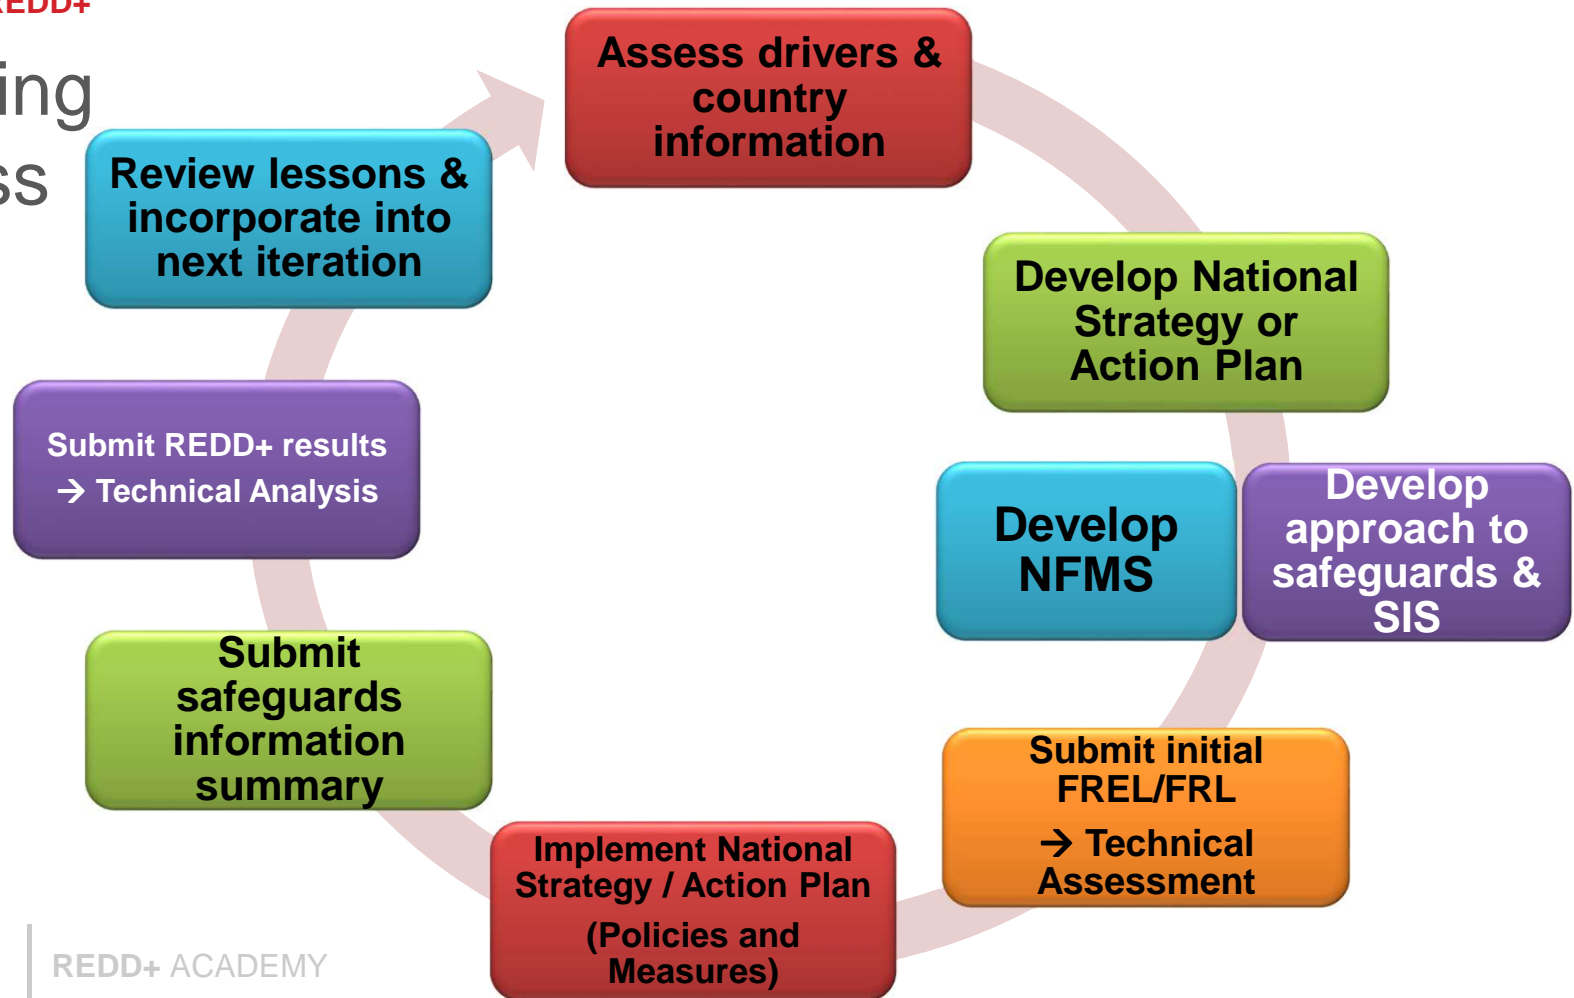 REDD+
ing
ss
Assess drivers &
country
information
Develop National
Strategy or
Action Plan
Develop
NFMS
Develop
approach to
safeguards &
SIS
Submit initial
FREL/FRL
→ Technical
Assessment
Implement National
Strategy / Action Plan
(Policies and
Measures)
Submit
safeguards
information
summary
Submit REDD+ results
→ Technical Analysis
Review lessons &
incorporate into
next iteration
REDD+ ACADEMY